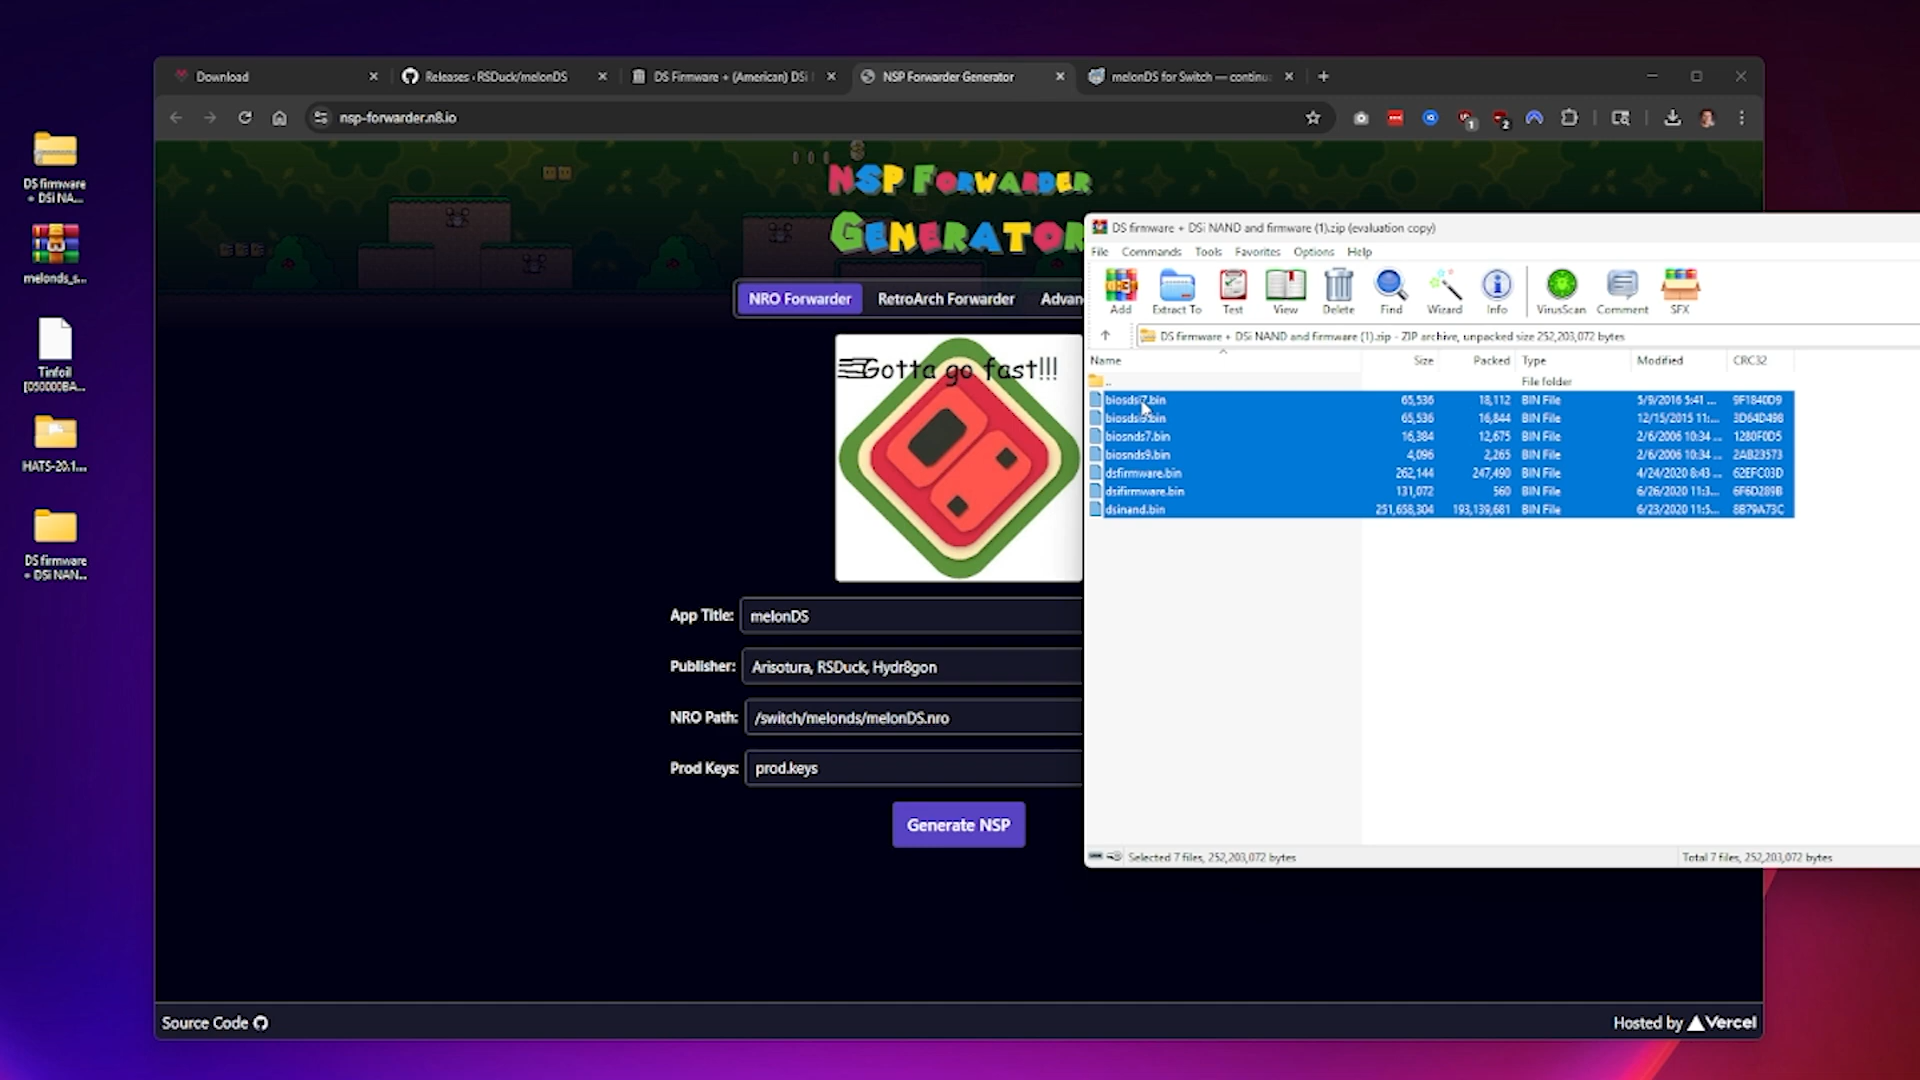 Download
Releases · RSDuck/melonDS
DS Firmware + (American) DSi
NSP Forwarder Generator
melonDS for Switch — continu
nsp-forwarder.n8.io
1
2
DS firmware
+ DSi NA...
melonds_s...
Tinfoil
[050000BA...
HATS-20.1...
DS firmware
+ DSi NAN...
NSP FORWARDER
GENERATOR
NRO Forwarder
RetroArch Forwarder
Advan
Gotta go fast!!!
App Title:
melonDS
Publisher:
Arisotura, RSDuck, Hydr8gon
NRO Path:
/switch/melonds/melonDS.nro
Prod Keys:
prod.keys
Generate NSP
Source Code
Hosted by Vercel
DS firmware + DSi NAND and firmware (1).zip (evaluation copy)
File Commands Tools Favorites Options Help
Add Extract To Test View Delete Find Wizard Info VirusScan Comment SFX
DS firmware + DSi NAND and firmware (1).zip - ZIP archive, unpacked size 252,203,072 bytes
Name Size Packed Type Modified CRC32
.. File folder
65,536 18,112 BIN File 5/9/2016 5:41 ... 9F1840D9
65,536 16,844 BIN File 12/15/2015 11:... 3D64D498
biosnds7.bin 16,384 12,675 BIN File 2/6/2006 10:34 ... 1280F0D5
biosnds9.bin 4,096 2,265 BIN File 2/6/2006 10:34 ... 2AB23573
dsfirmware.bin 262,144 247,490 BIN File 4/24/2020 8:43 ... 62EFC03D
dsifirmware.bin 131,072 560 BIN File 6/26/2020 11:3... 6F6D289B
dsinand.bin 251,658,304 193,139,681 BIN File 6/23/2020 11:5... 8B79A73C
Selected 7 files, 252,203,072 bytes
Total 7 files, 252,203,072 bytes